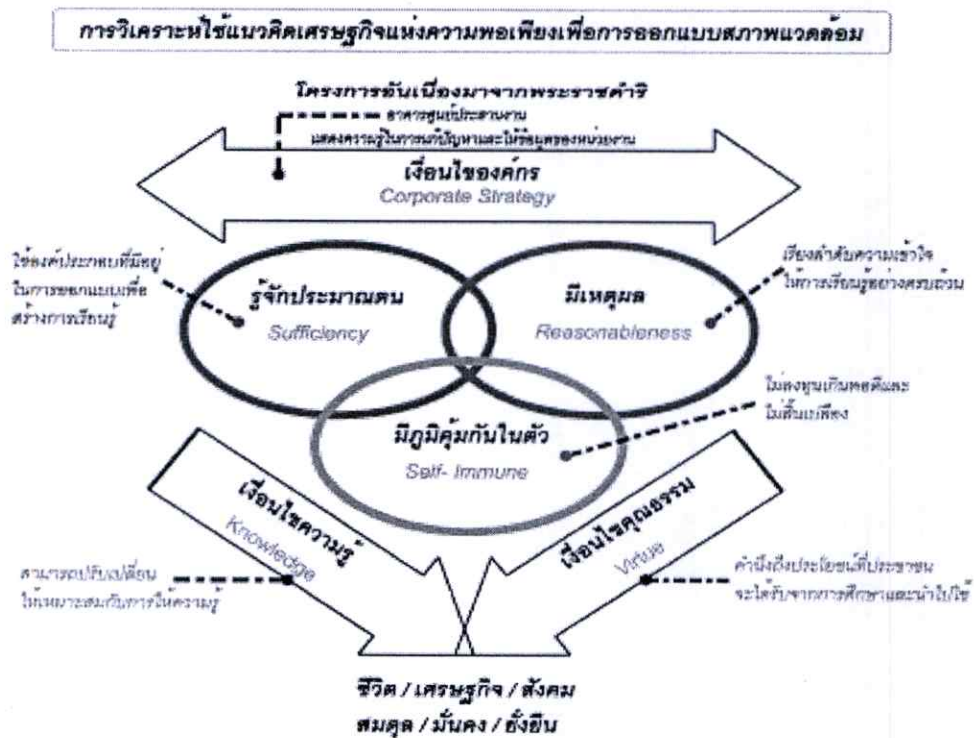 การวิเคราะห์ใช้แนวคิดเศรษฐกิจแห่งความพอเพียงเพื่อการออกแบบสภาพแวดล้อม
โครงการอันเนื่องมาจากพระราชดำริ
อาคารศูนย์ประสานงาน
แสดงความรู้ในการแก้ปัญหาและให้ข้อมูลของหน่วยงาน
เงื่อนไของค์กร
Corporate Strategy
ใช้องค์ประกอบที่มีอยู่
ในการออกแบบเพื่อ
สร้างการเรียนรู้
รู้จักประมาณตน
Sufficiency
มีเหตุผล
Reasonableness
เรียงลำดับความเข้าใจ
ให้การเรียนรู้อย่างครบถ้วน
มีภูมิคุ้มกันในตัว
Self- Immune
ไม่ลงทุนเกินพอดีและ
ไม่สิ้นเปลือง
เงื่อนไขความรู้
Knowledge
เงื่อนไขคุณธรรม
Virtue
สามารถปรับเปลี่ยน
ให้เหมาะสมกับการให้ความรู้
คำนึงถึงประโยชน์ที่ประชาชน
จะได้รับจากการศึกษาและนำไปใช้
ชีวิต / เศรษฐกิจ / สังคม
สมดุล / มั่นคง / ยั่งยืน